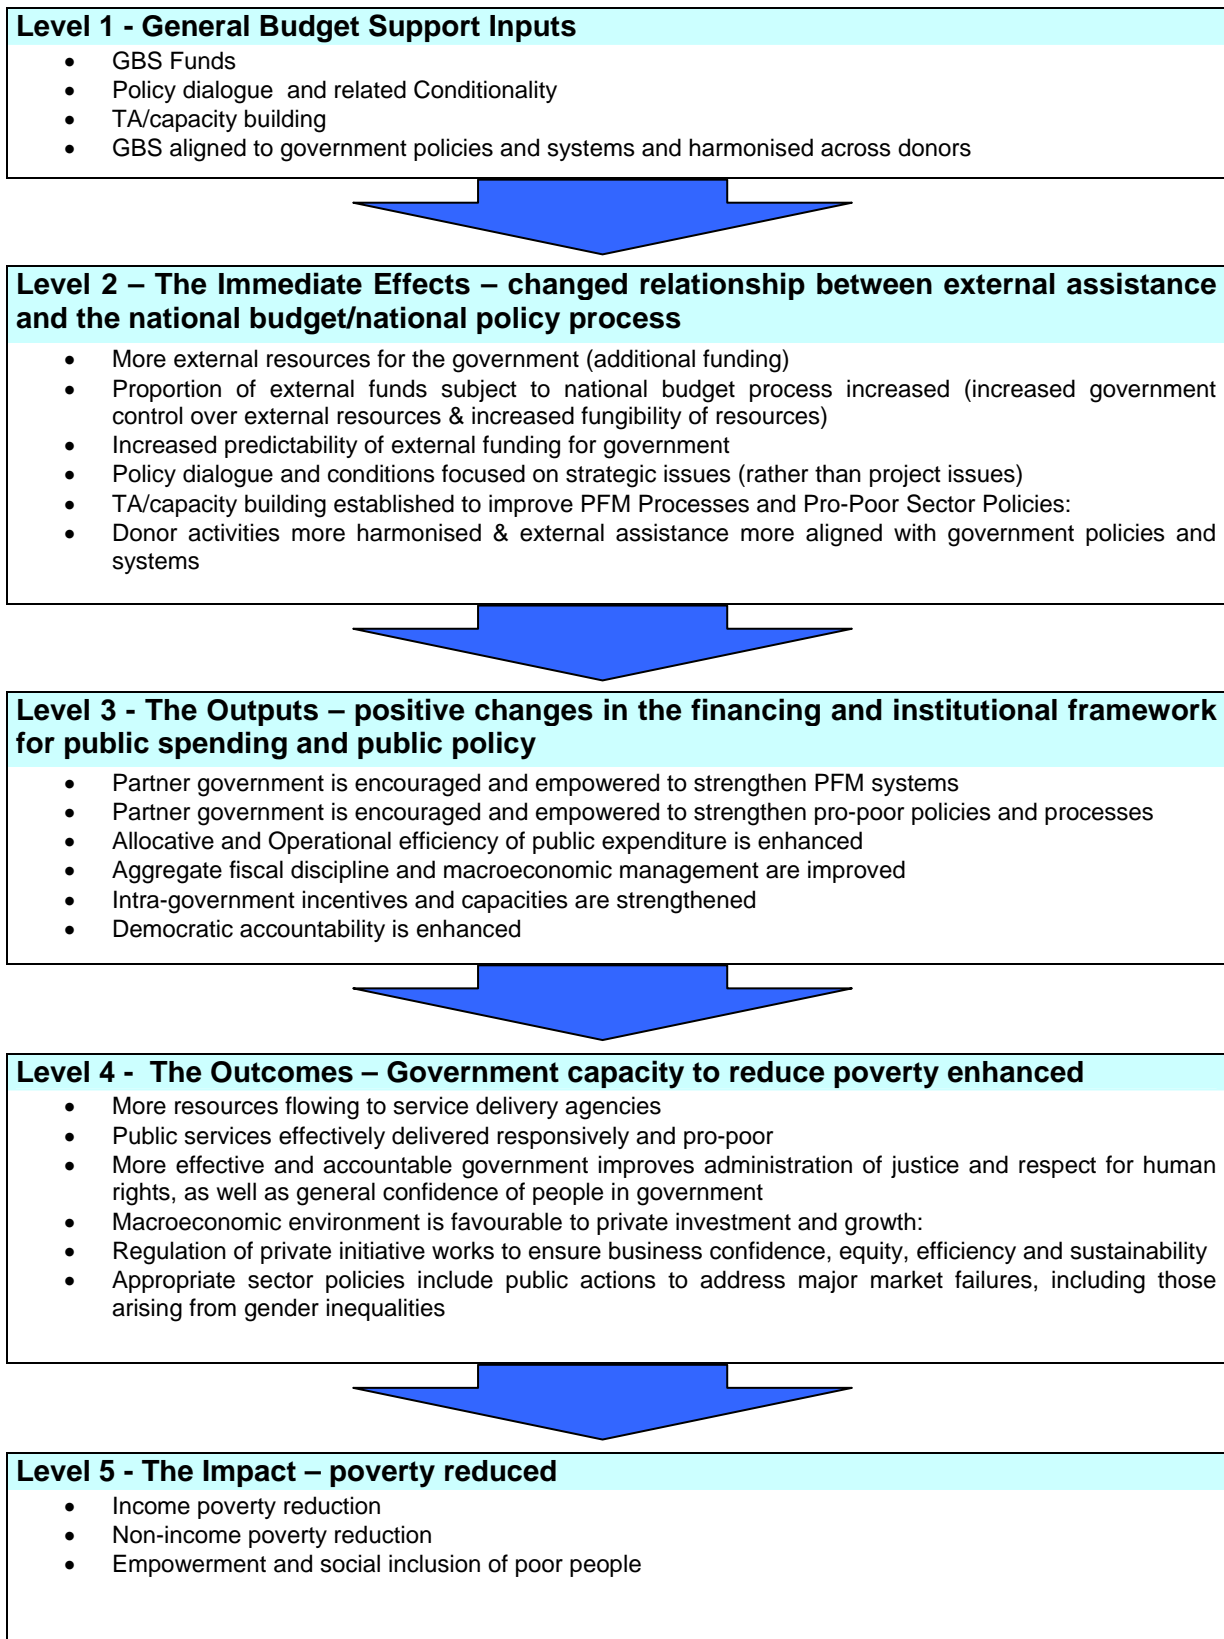 Level 1 - General Budget Support Inputs
• GBS Funds
• Policy dialogue and related Conditionality
• TA/capacity building
• GBS aligned to government policies and systems and harmonised across donors
Level 2 – The Immediate Effects – changed relationship between external assistance
and the national budget/national policy process
• More external resources for the government (additional funding)
• Proportion of external funds subject to national budget process increased (increased government
control over external resources & increased fungibility of resources)
• Increased predictability of external funding for government
• Policy dialogue and conditions focused on strategic issues (rather than project issues)
• TA/capacity building established to improve PFM Processes and Pro-Poor Sector Policies:
• Donor activities more harmonised & external assistance more aligned with government policies and
systems
Level 3 - The Outputs – positive changes in the financing and institutional framework
for public spending and public policy
• Partner government is encouraged and empowered to strengthen PFM systems
• Partner government is encouraged and empowered to strengthen pro-poor policies and processes
• Allocative and Operational efficiency of public expenditure is enhanced
• Aggregate fiscal discipline and macroeconomic management are improved
• Intra-government incentives and capacities are strengthened
• Democratic accountability is enhanced
Level 4 - The Outcomes – Government capacity to reduce poverty enhanced
• More resources flowing to service delivery agencies
• Public services effectively delivered responsively and pro-poor
• More effective and accountable government improves administration of justice and respect for human
rights, as well as general confidence of people in government
• Macroeconomic environment is favourable to private investment and growth:
• Regulation of private initiative works to ensure business confidence, equity, efficiency and sustainability
• Appropriate sector policies include public actions to address major market failures, including those
arising from gender inequalities
Level 5 - The Impact – poverty reduced
• Income poverty reduction
• Non-income poverty reduction
• Empowerment and social inclusion of poor people